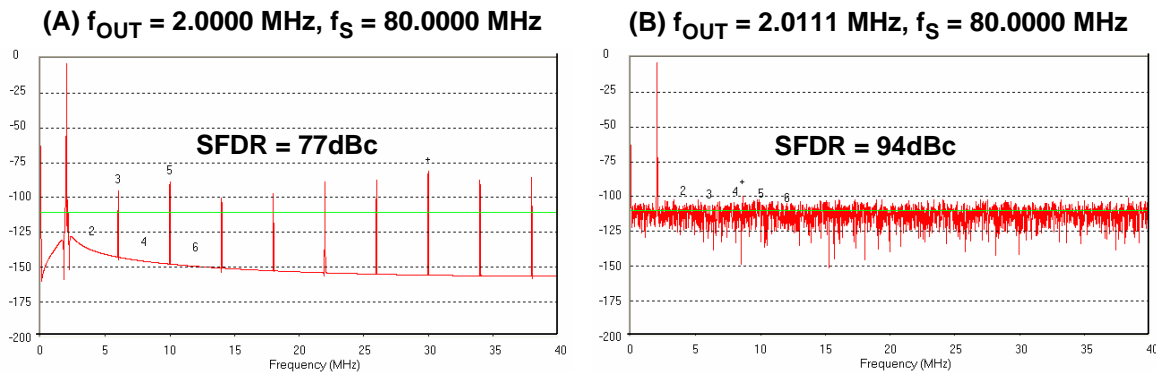 (A) fOUT = 2.0000 MHz, fS = 80.0000 MHz
0
-25
-50
-75
-100
-125
-150
-175
-200
SFDR = 77dBc
+
3
5
2
4
6
0 5 10 15 20 25 30 35 40
Frequency (MHz)
(B) fOUT = 2.0111 MHz, fS = 80.0000 MHz
0
-25
-50
-75
-100
-125
-150
-175
-200
SFDR = 94dBc
+
2 3 4 5 6
0 5 10 15 20 25 30 35 40
Frequency (MHz)